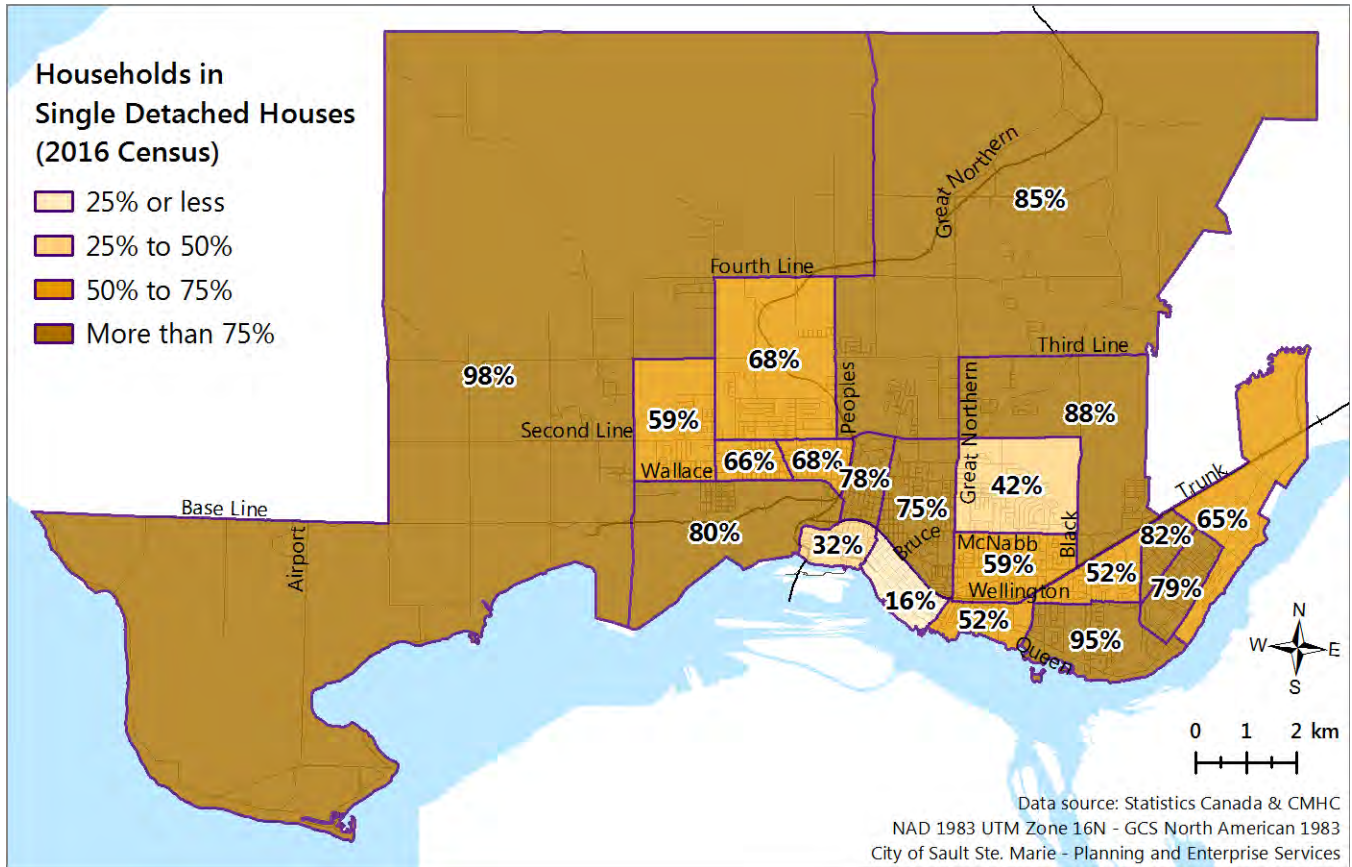 Households in
Single Detached Houses
(2016 Census)
25% or less
25% to 50%
50% to 75%
More than 75%
Great Northern
85%
Fourth Line
Third Line
68%
Peoples
98%
59%
Great Northern
88%
Second Line
Wallace
66%
68%
78%
42%
Trunk
75%
65%
Base Line
Airport
80%
32%
Bruce
McNabb
Black
82%
59%
52%
79%
Wellington
16%
52%
95%
Queen
N
W
E
S
0 1 2 km
Data source: Statistics Canada & CMHC
NAD 1983 UTM Zone 16N - GCS North American 1983
City of Sault Ste. Marie - Planning and Enterprise Services